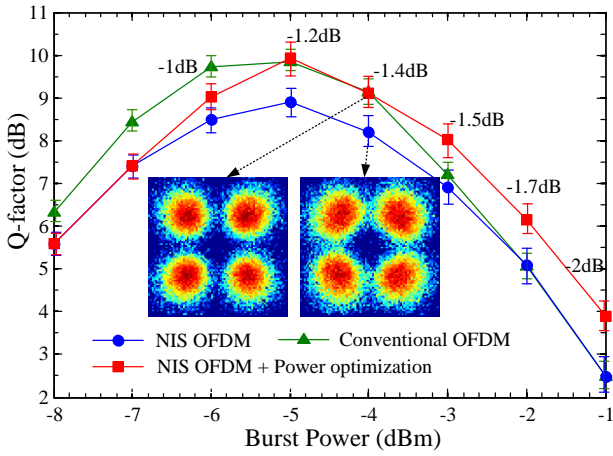 11
10
9
8
7
6
5
4
3
2
Q-factor (dB)
-1dB
-1.2dB
-1.4dB
-1.5dB
-1.7dB
-2dB
NIS OFDM
Conventional OFDM
NIS OFDM + Power optimization
-8 -7 -6 -5 -4 -3 -2 -1
Burst Power (dBm)